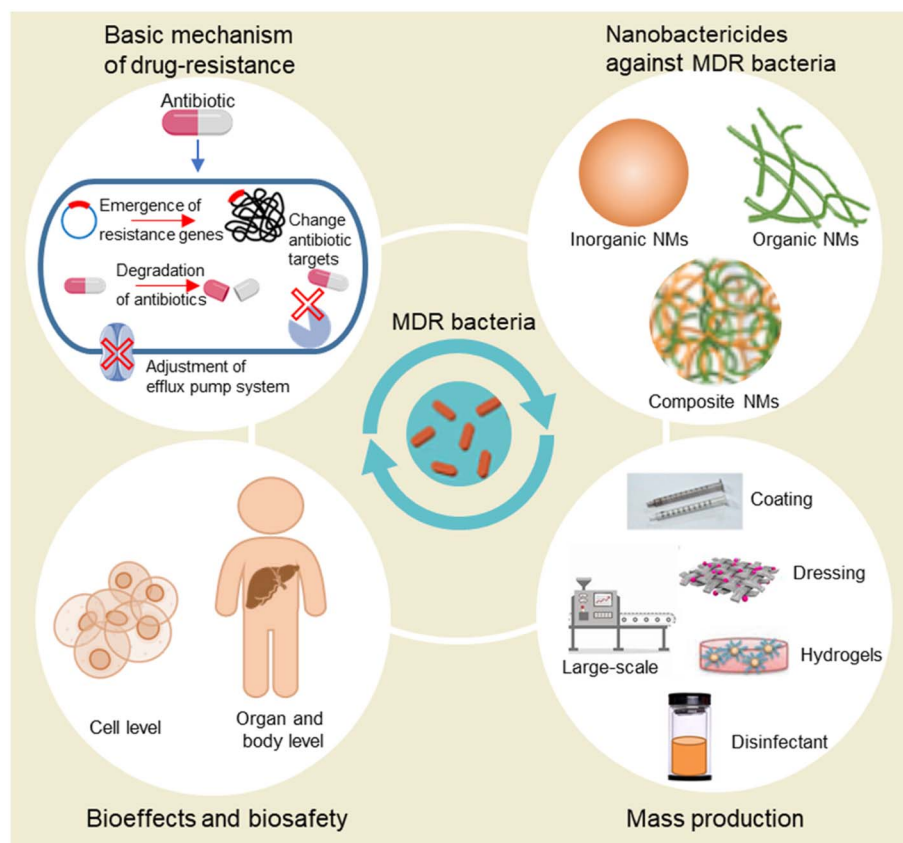 Basic mechanism
of drug-resistance
Antibiotic
Emergence of
resistance genes
Change
antibiotic
targets
Degradation
of antibiotics
Adjustment of
efflux pump system
Nanobactericides
against MDR bacteria
Inorganic NMs
Organic NMs
Composite NMs
MDR bacteria
Cell level
Organ and
body level
Bioeffects and biosafety
Coating
Dressing
Large-scale
Hydrogels
Disinfectant
Mass production